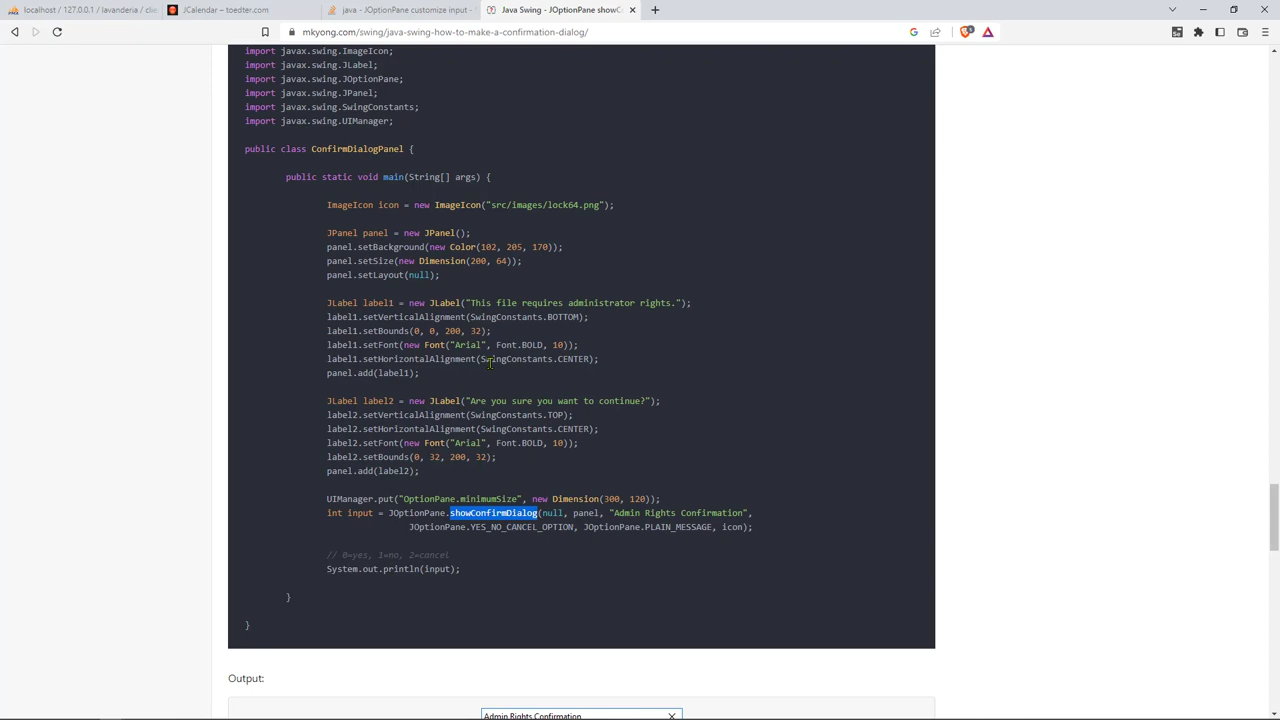 localhost / 127.0.0.1 / lavanderia / clie
JCalendar – toedter.com
java - JOptionPane customize input -
Java Swing - JOptionPane showCo
mkyong.com/swing/java-swing-how-to-make-a-confirmation-dialog/
import javax.swing.ImageIcon;
import javax.swing.JLabel;
import javax.swing.JOptionPane;
import javax.swing.JPanel;
import javax.swing.SwingConstants;
import javax.swing.UIManager;
public class ConfirmDialogPanel {
public static void main(String[] args) {
ImageIcon icon = new ImageIcon("src/images/lock64.png");
JPanel panel = new JPanel();
panel.setBackground(new Color(102, 205, 170));
panel.setSize(new Dimension(200, 64));
panel.setLayout(null);
JLabel label1 = new JLabel("This file requires administrator rights.");
label1.setVerticalAlignment(SwingConstants.BOTTOM);
label1.setBounds(0, 0, 200, 32);
label1.setFont(new Font("Arial", Font.BOLD, 10));
label1.setHorizontalAlignment(SwingConstants.CENTER);
panel.add(label1);
JLabel label2 = new JLabel("Are you sure you want to continue?");
label2.setVerticalAlignment(SwingConstants.TOP);
label2.setHorizontalAlignment(SwingConstants.CENTER);
label2.setFont(new Font("Arial", Font.BOLD, 10));
label2.setBounds(0, 32, 200, 32);
panel.add(label2);
UIManager.put("OptionPane.minimumSize", new Dimension(300, 120));
int input = JOptionPane.showConfirmDialog(null, panel, "Admin Rights Confirmation",
JOptionPane.YES_NO_CANCEL_OPTION, JOptionPane.PLAIN_MESSAGE, icon);
// 0=yes, 1=no, 2=cancel
System.out.println(input);
}
}
Output:
Admin Rights Confirmation